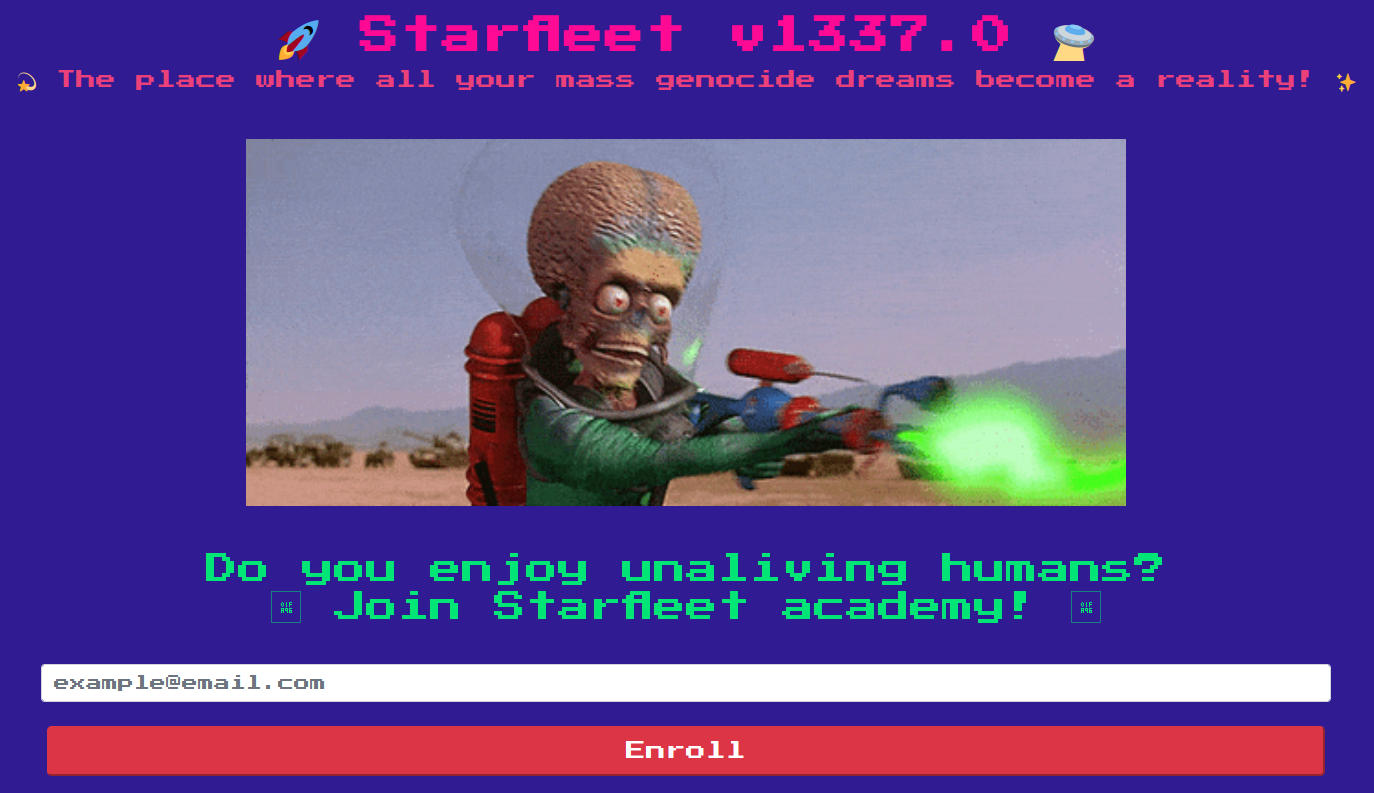 🚀 Starfleet v1337.0 🛸
💫 The place where all your mass genocide dreams become a reality! ✨
Do you enjoy unaliving humans?
Join Starfleet academy!
example@email.com
Enroll